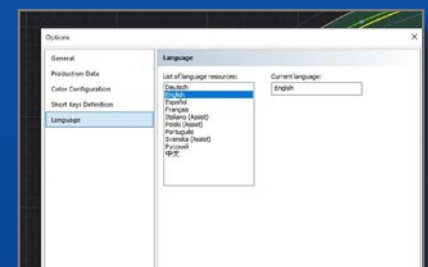 Options
General
Production Data
Color Configuration
Short keys Definition
Language
Language
List of language resources:
Deutsch
English
Español
Français
Italiano (Assist)
Polski (Assist)
Português
Svenska (Assist)
Русский
中文
Current language:
English